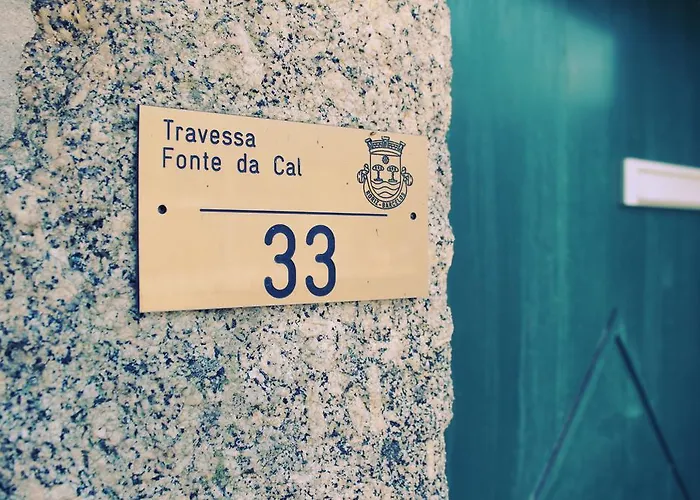 Travessa
Fonte da Cal
33